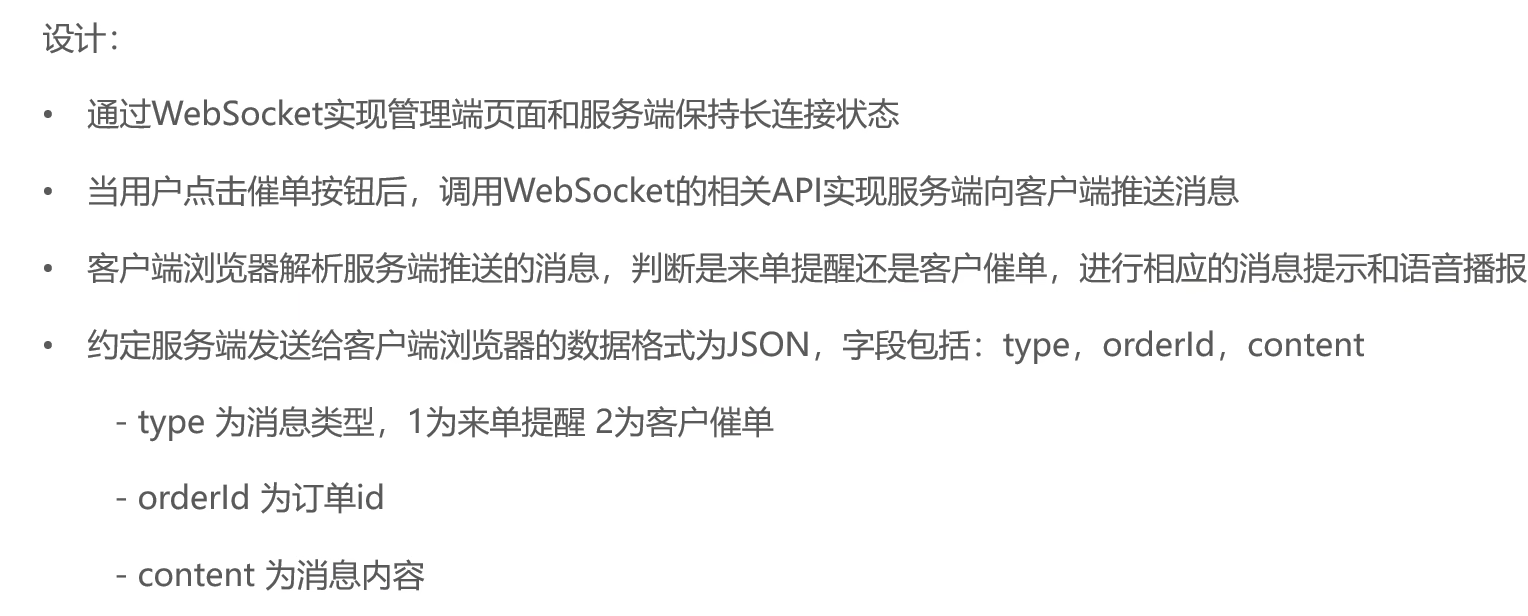 设计：
• 通过WebSocket实现管理端页面和服务端保持长连接状态
• 当用户点击催单按钮后，调用WebSocket的相关API实现服务端向客户端推送消息
• 客户端浏览器解析服务端推送的消息，判断是来单提醒还是客户催单，进行相应的消息提示和语音播报
• 约定服务端发送给客户端浏览器的数据格式为JSON，字段包括：type，orderId，content
- type 为消息类型，1为来单提醒 2为客户催单
- orderId 为订单id
- content 为消息内容